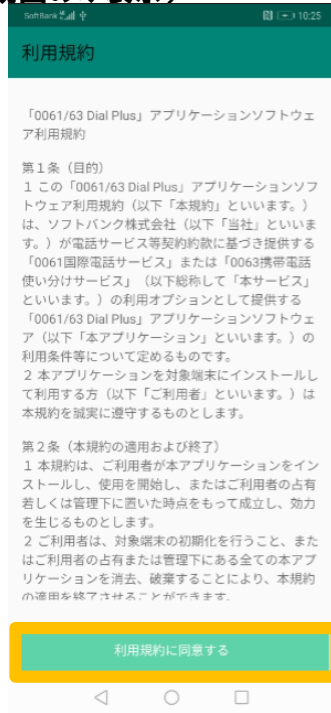 SoftBank 10:25
利用規約
「0061/63 Dial Plus」アプリケーションソフトウェ
ア利用規約
第１条（目的）
１ この「0061/63 Dial Plus」アプリケーションソフ
トウェア利用規約（以下「本規約」といいます。）
は、ソフトバンク株式会社（以下「当社」といいま
す。）が電話サービス等契約約款に基づき提供する
「0061国際電話サービス」または「0063携帯電話
使い分けサービス」（以下総称して「本サービス」
といいます。）の利用オプションとして提供する
「0061/63 Dial Plus」アプリケーションソフトウェ
ア（以下「本アプリケーション」といいます。）の
利用条件等について定めるものです。
２ 本アプリケーションを対象端末にインストールし
て利用する方（以下「ご利用者」といいます。）は
本規約を誠実に遵守するものとします。
第２条（本規約の適用および終了）
１ 本規約は、ご利用者が本アプリケーションをイン
ストールし、使用を開始し、またはご利用者の占有
若しくは管理下に置いた時点をもって成立し、効力
を生じるものとします。
２ ご利用者は、対象端末の初期化を行うこと、また
はご利用者の占有または管理下にある全ての本アプ
リケーションを消去、破棄することにより、本規約
の適用を終了させることができます。
利用規約に同意する